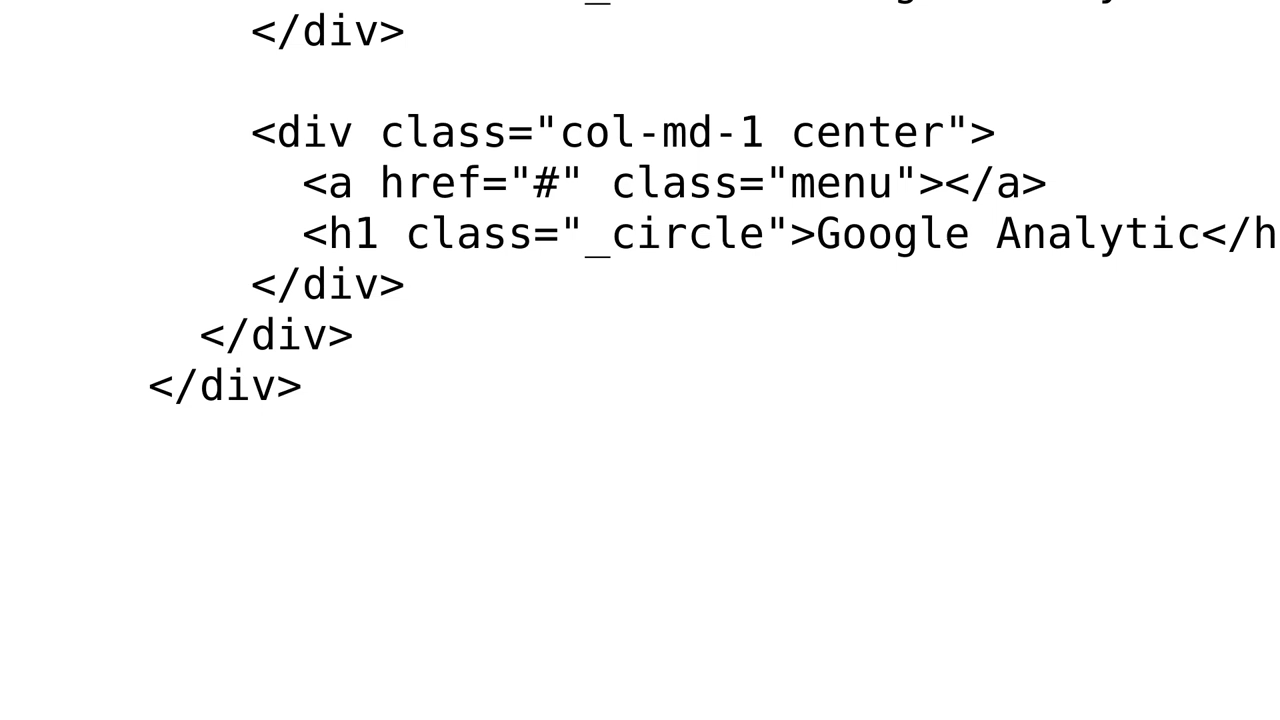 </div>
<div class="col-md-1 center">
<a href="#" class="menu"></a>
<h1 class="_circle">Google Analytic</h
</div>
</div>
</div>